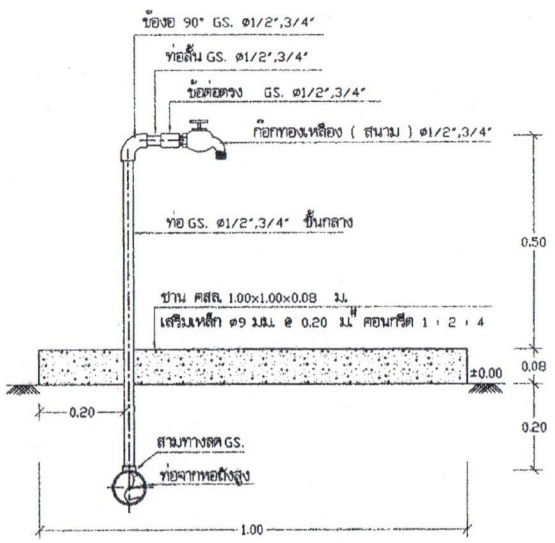 ข้องอ 90° GS. ø1/2",3/4"
ท่อสั้น GS. ø1/2",3/4"
ข้อต่อตรง GS. ø1/2",3/4"
ก๊อกทองเหลือง ( สนาม ) ø1/2",3/4"
ท่อ GS. ø1/2",3/4" ชั้นกลาง
0.50
ชาน คสล. 1.00x1.00x0.08 ม.
เสริมเหล็ก ø9 มม. @ 0.20 ม.# คอนกรีต 1 : 2 : 4
±0.00
0.08
0.20
0.20
สามทางลด GS.
ท่อจากหอถังสูง
1.00